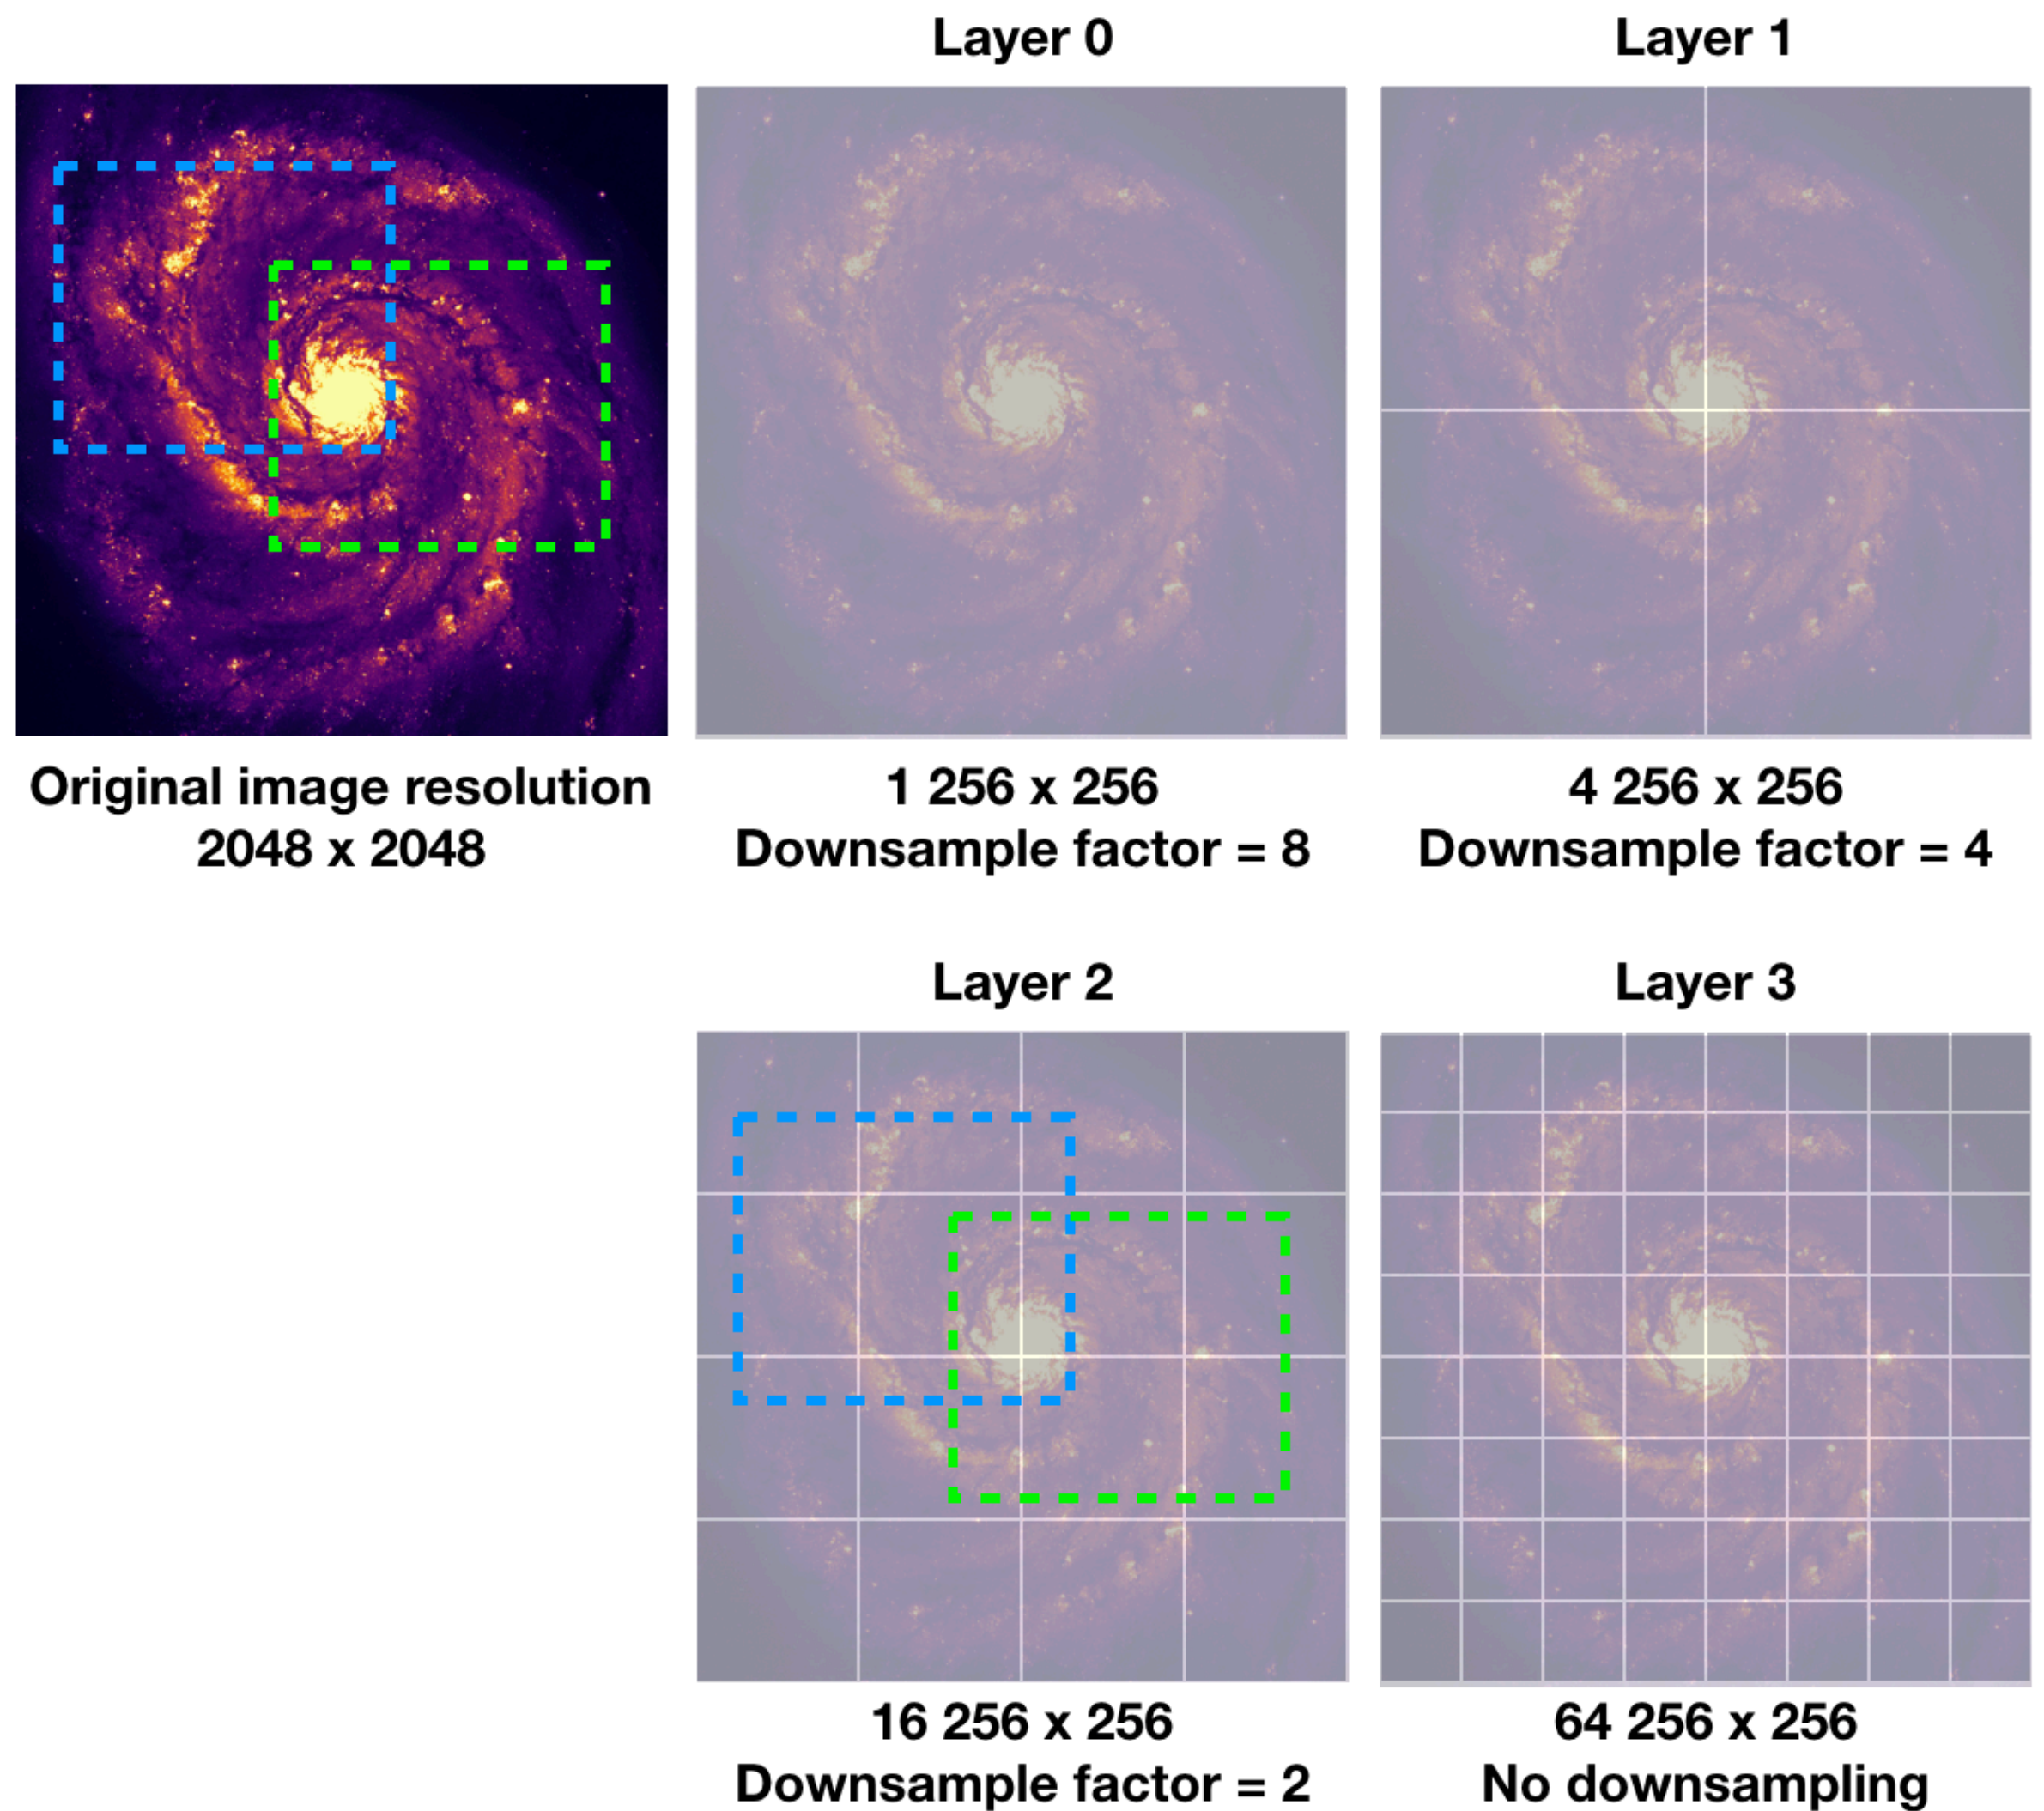 Layer 0
Layer 1
Original image resolution
2048 x 2048
1 256 x 256
Downsample factor = 8
4 256 x 256
Downsample factor = 4
Layer 2
Layer 3
16 256 x 256
Downsample factor = 2
64 256 x 256
No downsampling